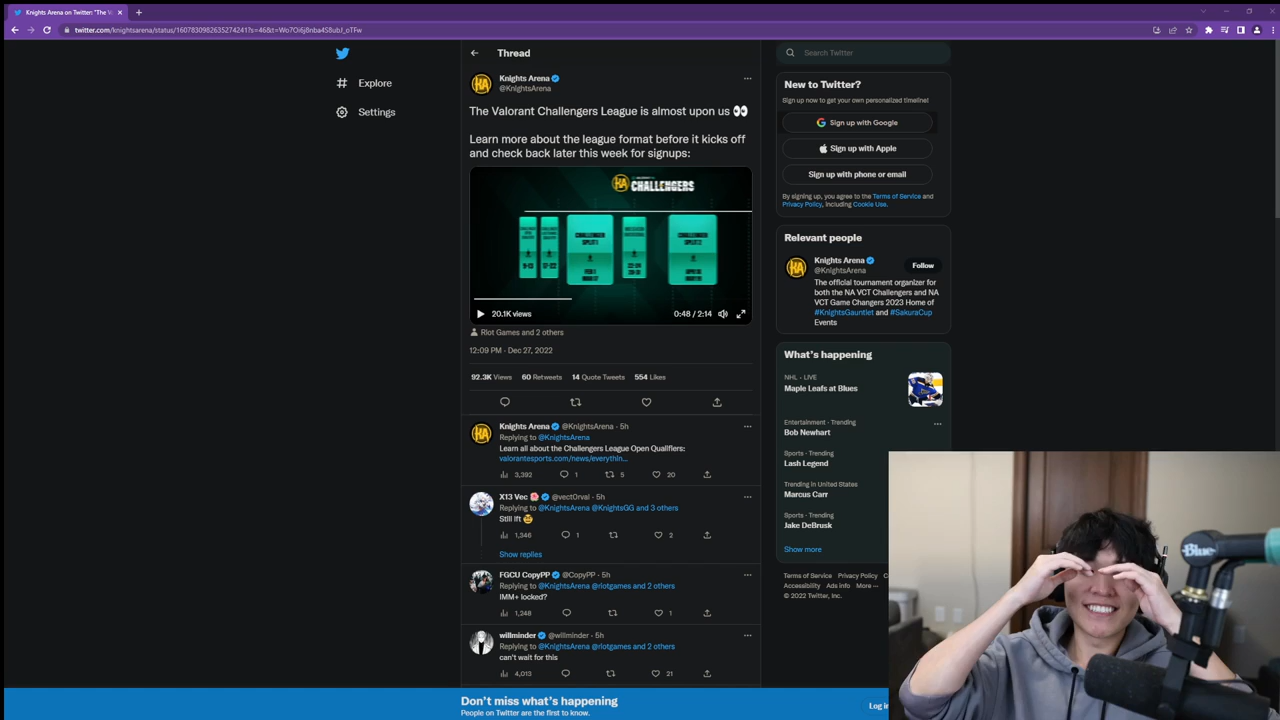 Knights Arena on Twitter: "The V
twitter.com/knightsarena/status/1607830982635274241?s=46&t=Wo7Oi6j8nba4S8ubJ_oTFw
Explore
Settings
Thread
Knights Arena
@KnightsArena
The Valorant Challengers League is almost upon us 👀
Learn more about the league format before it kicks off
and check back later this week for signups:
KA CHALLENGERS
20.1K views
0:48 / 2:14
Riot Games and 2 others
12:09 PM · Dec 27, 2022
92.3K Views 60 Retweets 14 Quote Tweets 554 Likes
Knights Arena @KnightsArena · 5h
Replying to @KnightsArena
Learn all about the Challengers League Open Qualifiers:
valorantesports.com/news/everythin...
3,392 1 5 20
X13 Vec @vect0rval · 5h
Replying to @KnightsArena @KnightsGG and 3 others
Still lft 🤓
1,346 1 2
Show replies
FGCU CopyPP @CopyPP · 5h
Replying to @KnightsArena @riotgames and 2 others
IMM+ locked?
1,248 1
willminder @willminder · 5h
Replying to @KnightsArena @riotgames and 2 others
can't wait for this
4,013 21
Search Twitter
New to Twitter?
Sign up now to get your own personalized timeline!
Sign up with Google
Sign up with Apple
Sign up with phone or email
By signing up, you agree to the Terms of Service and
Privacy Policy, including Cookie Use.
Relevant people
Knights Arena
@KnightsArena
Follow
The official tournament organizer for
both the NA VCT Challengers and NA
VCT Game Changers 2023 Home of
#KnightsGauntlet and #SakuraCup
Events
What's happening
NHL · LIVE
Maple Leafs at Blues
Entertainment · Trending
Bob Newhart
Sports · Trending
Lash Legend
Trending in United States
Marcus Carr
Sports · Trending
Jake DeBrusk
Show more
Terms of Service Privacy Policy C
Accessibility Ads info More ···
© 2022 Twitter, Inc.
Blue
Don't miss what's happening
People on Twitter are the first to know.
Log in